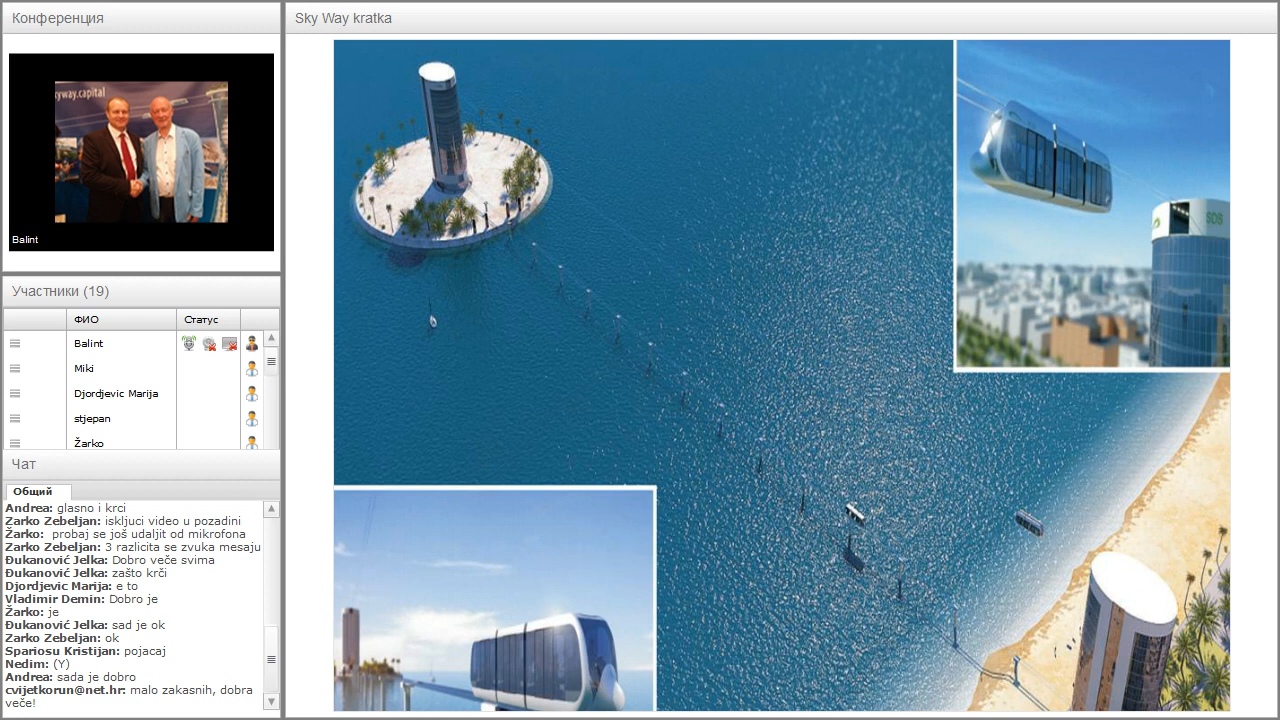 Конференция
Sky Way kratka
yway.capital
Balint
SDS
Участники (19)
ФИО
Статус
Balint
Miki
Djordjevic Marija
stjepan
Žarko
Чат
Общий
Andrea: glasno i krci
Zarko Zebeljan: iskljuci video u pozadini
Žarko: probaj se još udaljit od mikrofona
Zarko Zebeljan: 3 razlicita se zvuka mesaju
Đukanović Jelka: Dobro veče svima
Đukanović Jelka: zašto krči
Djordjevic Marija: e to
Vladimir Demin: Dobro je
Žarko: je
Đukanović Jelka: sad je ok
Zarko Zebeljan: ok
Spariosu Kristijan: pojacaj
Nedim: (Y)
Andrea: sada je dobro
cvijetkorun@net.hr: malo zakasnih, dobra
veče!